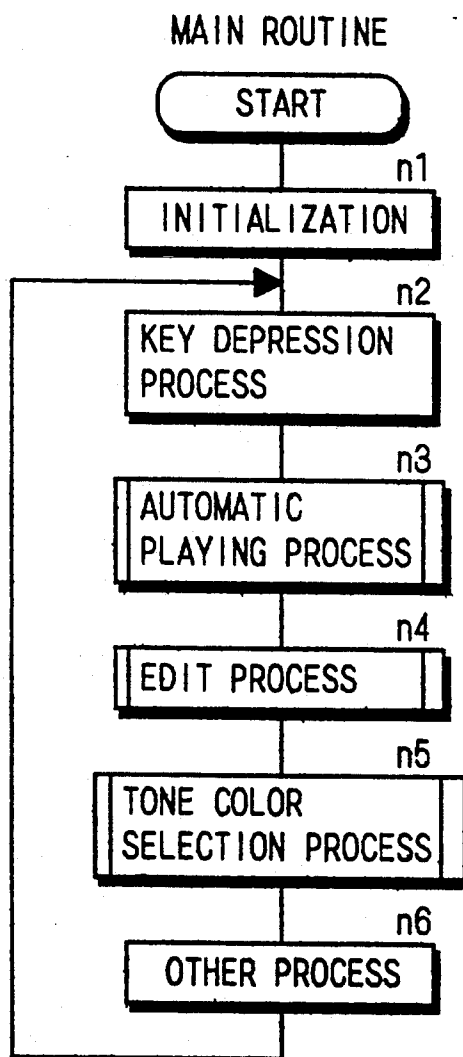 MAIN ROUTINE
START
n1
INITIALIZATION
n2
KEY DEPRESSION
PROCESS
n3
AUTOMATIC
PLAYING PROCESS
n4
EDIT PROCESS
n5
TONE COLOR
SELECTION PROCESS
n6
OTHER PROCESS